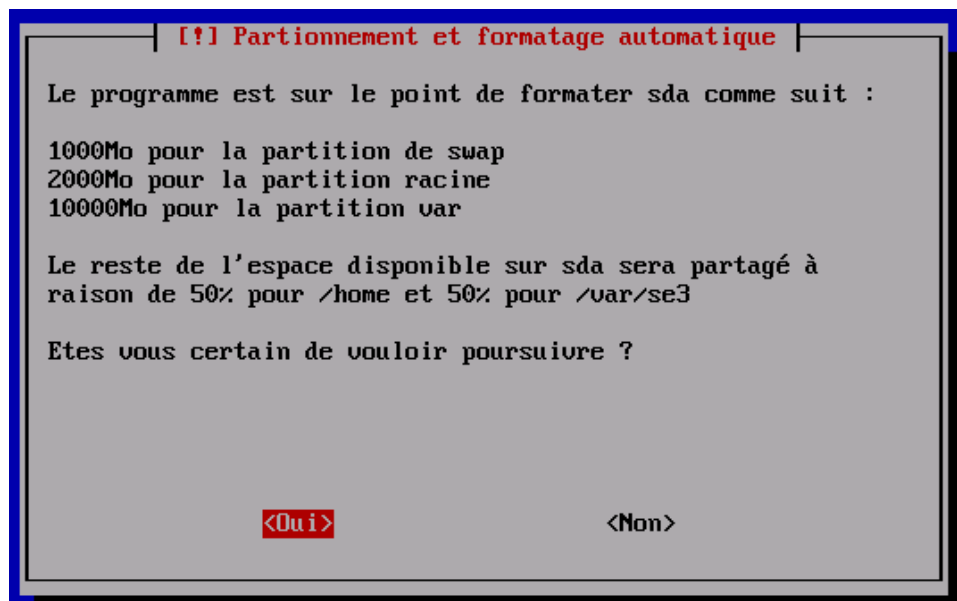 [!] Partionnement et formatage automatique
Le programme est sur le point de formater sda comme suit :
1000Mo pour la partition de swap
2000Mo pour la partition racine
10000Mo pour la partition var
Le reste de l'espace disponible sur sda sera partagé à
raison de 50% pour /home et 50% pour /var/se3
Etes vous certain de vouloir poursuivre ?
<Oui> <Non>